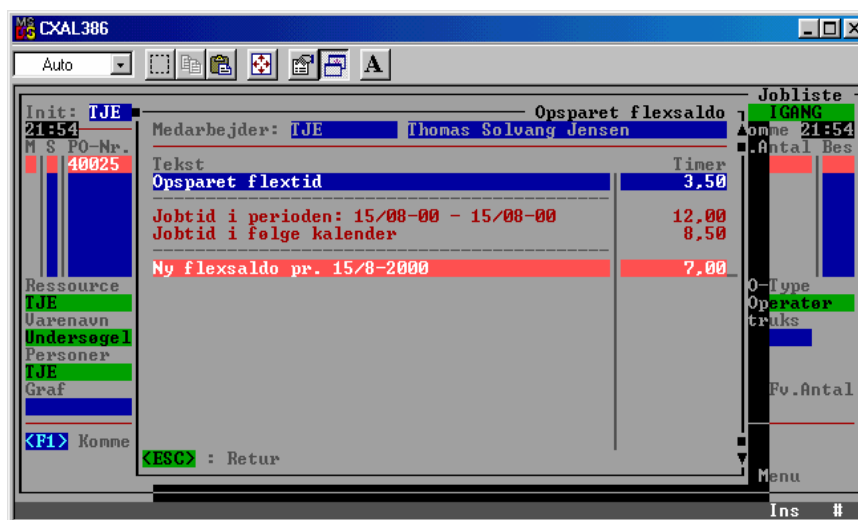 CXAL386
Auto
A
Jobliste
Init: TJE
Opsparet flexsaldo
IGANG
21:54
Medarbejder: TJE Thomas Solvang Jensen
omme 21:54
M S PO-Nr.
.Antal Bes
40025
Tekst Timer
Opsparet flextid 3,50
Jobtid i perioden: 15/08-00 - 15/08-00 12,00
Jobtid i følge kalender 8,50
Ny flexsaldo pr. 15/8-2000 7,00
Ressource
O-Type
TJE
Operatør
Varenavn
truks
Undersøgel
Personer
TJE
Graf
Fv.Antal
<F1> Komme
<ESC> : Retur
Menu
Ins #